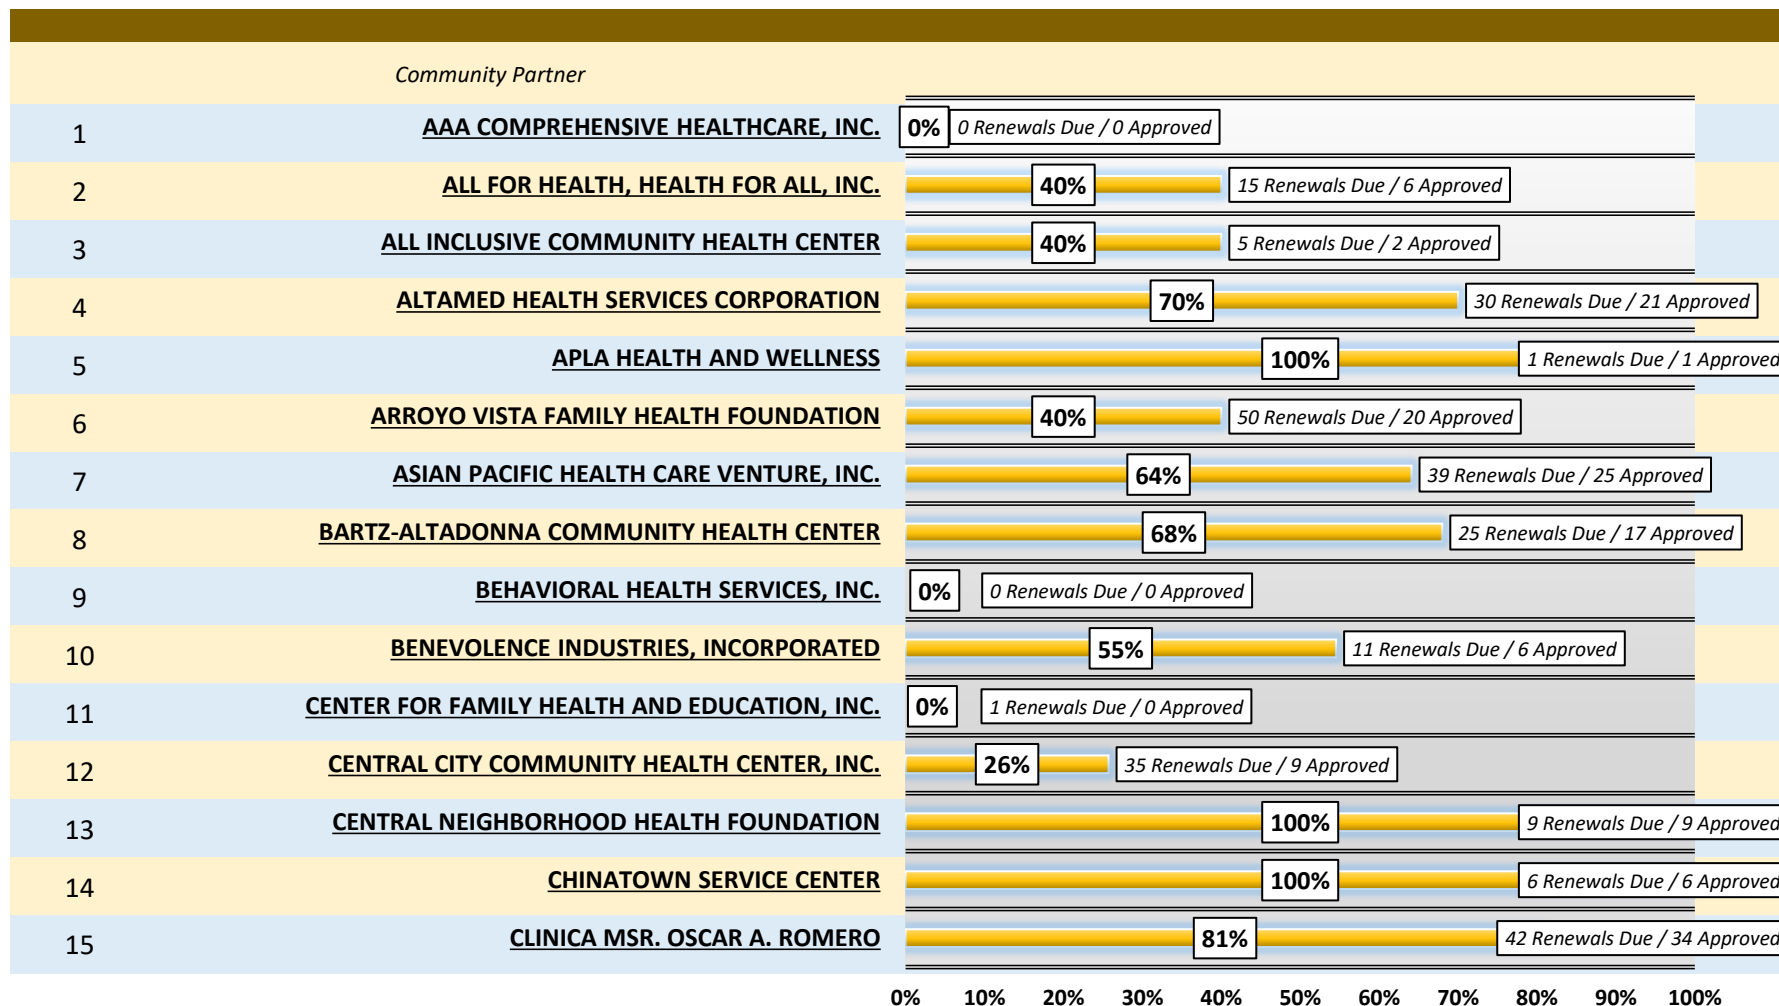 Community Partner
1 AAA COMPREHENSIVE HEALTHCARE, INC. 0% 0 Renewals Due / 0 Approved
2 ALL FOR HEALTH, HEALTH FOR ALL, INC. 40% 15 Renewals Due / 6 Approved
3 ALL INCLUSIVE COMMUNITY HEALTH CENTER 40% 5 Renewals Due / 2 Approved
4 ALTAMED HEALTH SERVICES CORPORATION 70% 30 Renewals Due / 21 Approved
5 APLA HEALTH AND WELLNESS 100% 1 Renewals Due / 1 Approved
6 ARROYO VISTA FAMILY HEALTH FOUNDATION 40% 50 Renewals Due / 20 Approved
7 ASIAN PACIFIC HEALTH CARE VENTURE, INC. 64% 39 Renewals Due / 25 Approved
8 BARTZ-ALTADONNA COMMUNITY HEALTH CENTER 68% 25 Renewals Due / 17 Approved
9 BEHAVIORAL HEALTH SERVICES, INC. 0% 0 Renewals Due / 0 Approved
10 BENEVOLENCE INDUSTRIES, INCORPORATED 55% 11 Renewals Due / 6 Approved
11 CENTER FOR FAMILY HEALTH AND EDUCATION, INC. 0% 1 Renewals Due / 0 Approved
12 CENTRAL CITY COMMUNITY HEALTH CENTER, INC. 26% 35 Renewals Due / 9 Approved
13 CENTRAL NEIGHBORHOOD HEALTH FOUNDATION 100% 9 Renewals Due / 9 Approved
14 CHINATOWN SERVICE CENTER 100% 6 Renewals Due / 6 Approved
15 CLINICA MSR. OSCAR A. ROMERO 81% 42 Renewals Due / 34 Approved
0% 10% 20% 30% 40% 50% 60% 70% 80% 90% 100%